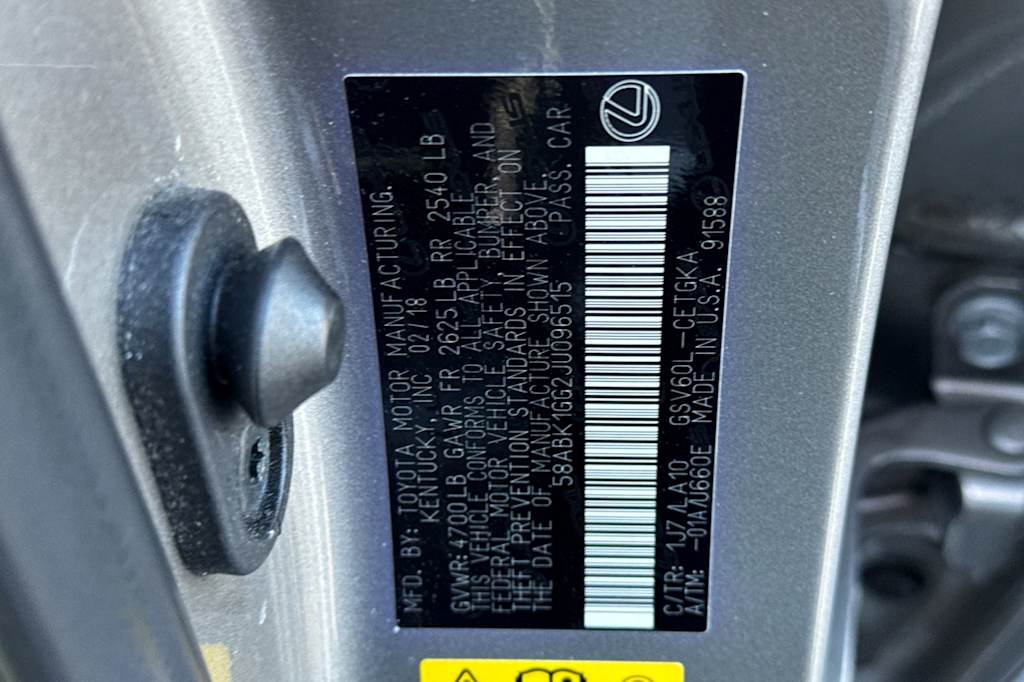 MFD. BY: TOYOTA MOTOR MANUFACTURING.
KENTUCKY, INC 02/18
GVWR: 4700LB GAWR, FR 2625LB RR 2540 LB
THIS VEHICLE CONFORMS TO ALL APPLICABLE
FEDERAL MOTOR VEHICLE SAFETY, BUMPER, AND
THEFT PREVENTION STANDARDS IN EFFECT ON
THE DATE OF MANUFACTURE SHOWN ABOVE.
58ABK1GG2JU096515 PASS. CAR
C/TR: 1J7/LA10 GSV60L-CETGKA
A/TM: -01A/U660E MADE IN U.S.A. 91588